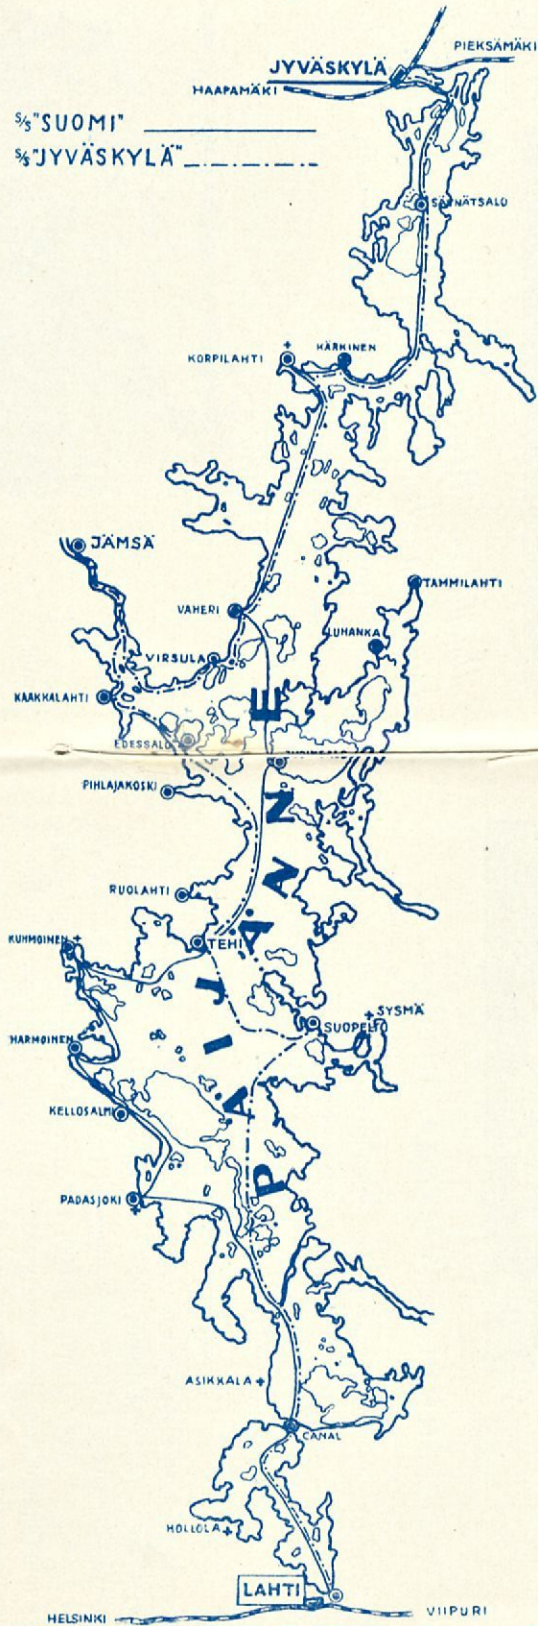 PIEKSÄMÄKI
JYVÄSKYLÄ
HAAPAMÄKI
S/S "SUOMI"
S/S "JYVÄSKYLÄ"
SÄYNÄTSALO
KORPILAHTI
KÄRKINEN
JÄMSÄ
TAMMILAHTI
VAHERI
LUHANKA
VIRSULA
KAAKKALAHTI
EDESSALO
PIHLAJAKOSKI
RUOLAHTI
KUHMOINEN
TEHI
PÄIJÄNNE
SYSMÄ
SUOPELTO
HARMOINEN
KELLOSALMI
PADASJOKI
ASIKKALA
CANAL
HOLLOLA
LAHTI
HELSINKI
VIIPURI